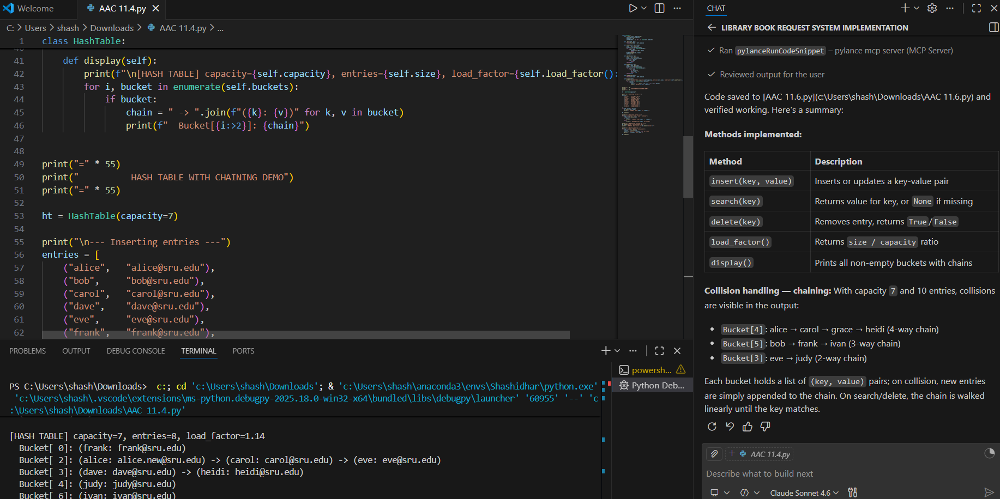 Welcome
AAC 11.4.py
C: > Users > shash > Downloads > AAC 11.4.py > ...
1 class HashTable:
41 def display(self):
42 print(f"\n[HASH TABLE] capacity={self.capacity}, entries={self.size}, load_factor={self.load_factor():
43 for i, bucket in enumerate(self.buckets):
44 if bucket:
45 chain = " -> ".join(f"({k}: {v})" for k, v in bucket)
46 print(f"  Bucket[{i:>2}]: {chain}")
47
48
49 print("=" * 55)
50 print("          HASH TABLE WITH CHAINING DEMO")
51 print("=" * 55)
52
53 ht = HashTable(capacity=7)
54
55 print("\n--- Inserting entries ---")
56 entries = [
57 ("alice",   "alice@sru.edu"),
58 ("bob",     "bob@sru.edu"),
59 ("carol",   "carol@sru.edu"),
60 ("dave",    "dave@sru.edu"),
61 ("eve",     "eve@sru.edu"),
62 ("frank",   "frank@sru.edu"),
PROBLEMS OUTPUT DEBUG CONSOLE TERMINAL PORTS
powersh...
Python Deb...
PS C:\Users\shash\Downloads>  c:; cd 'c:\Users\shash\Downloads'; & 'c:\Users\shash\anaconda3\envs\Shashidhar\python.exe'
'c:\Users\shash\.vscode\extensions\ms-python.debugpy-2025.18.0-win32-x64\bundled\libs\debugpy\launcher' '60955' '--' 'c
:\Users\shash\Downloads\AAC 11.4.py'
[HASH TABLE] capacity=7, entries=8, load_factor=1.14
Bucket[ 0]: (frank: frank@sru.edu)
Bucket[ 2]: (alice: alice.new@sru.edu) -> (carol: carol@sru.edu) -> (eve: eve@sru.edu)
Bucket[ 3]: (dave: dave@sru.edu) -> (heidi: heidi@sru.edu)
Bucket[ 4]: (judy: judy@sru.edu)
Bucket[ 6]: (ivan: ivan@sru.edu)
CHAT
LIBRARY BOOK REQUEST SYSTEM IMPLEMENTATION
Ran pylanceRunCodeSnippet – pylance mcp server (MCP Server)
Reviewed output for the user
Code saved to [AAC 11.6.py](c:\Users\shash\Downloads\AAC 11.6.py) and
verified working. Here's a summary:
Methods implemented:
Method Description
insert(key, value) Inserts or updates a key-value pair
search(key) Returns value for key, or None if missing
delete(key) Removes entry, returns True/False
load_factor() Returns size / capacity ratio
display() Prints all non-empty buckets with chains
Collision handling — chaining: With capacity 7 and 10 entries, collisions
are visible in the output:
• Bucket[4]: alice → carol → grace → heidi (4-way chain)
• Bucket[5]: bob → frank → ivan (3-way chain)
• Bucket[3]: eve → judy (2-way chain)
Each bucket holds a list of (key, value) pairs; on collision, new entries
are simply appended to the chain. On search/delete, the chain is walked
linearly until the key matches.
AAC 11.4.py
Describe what to build next
Claude Sonnet 4.6